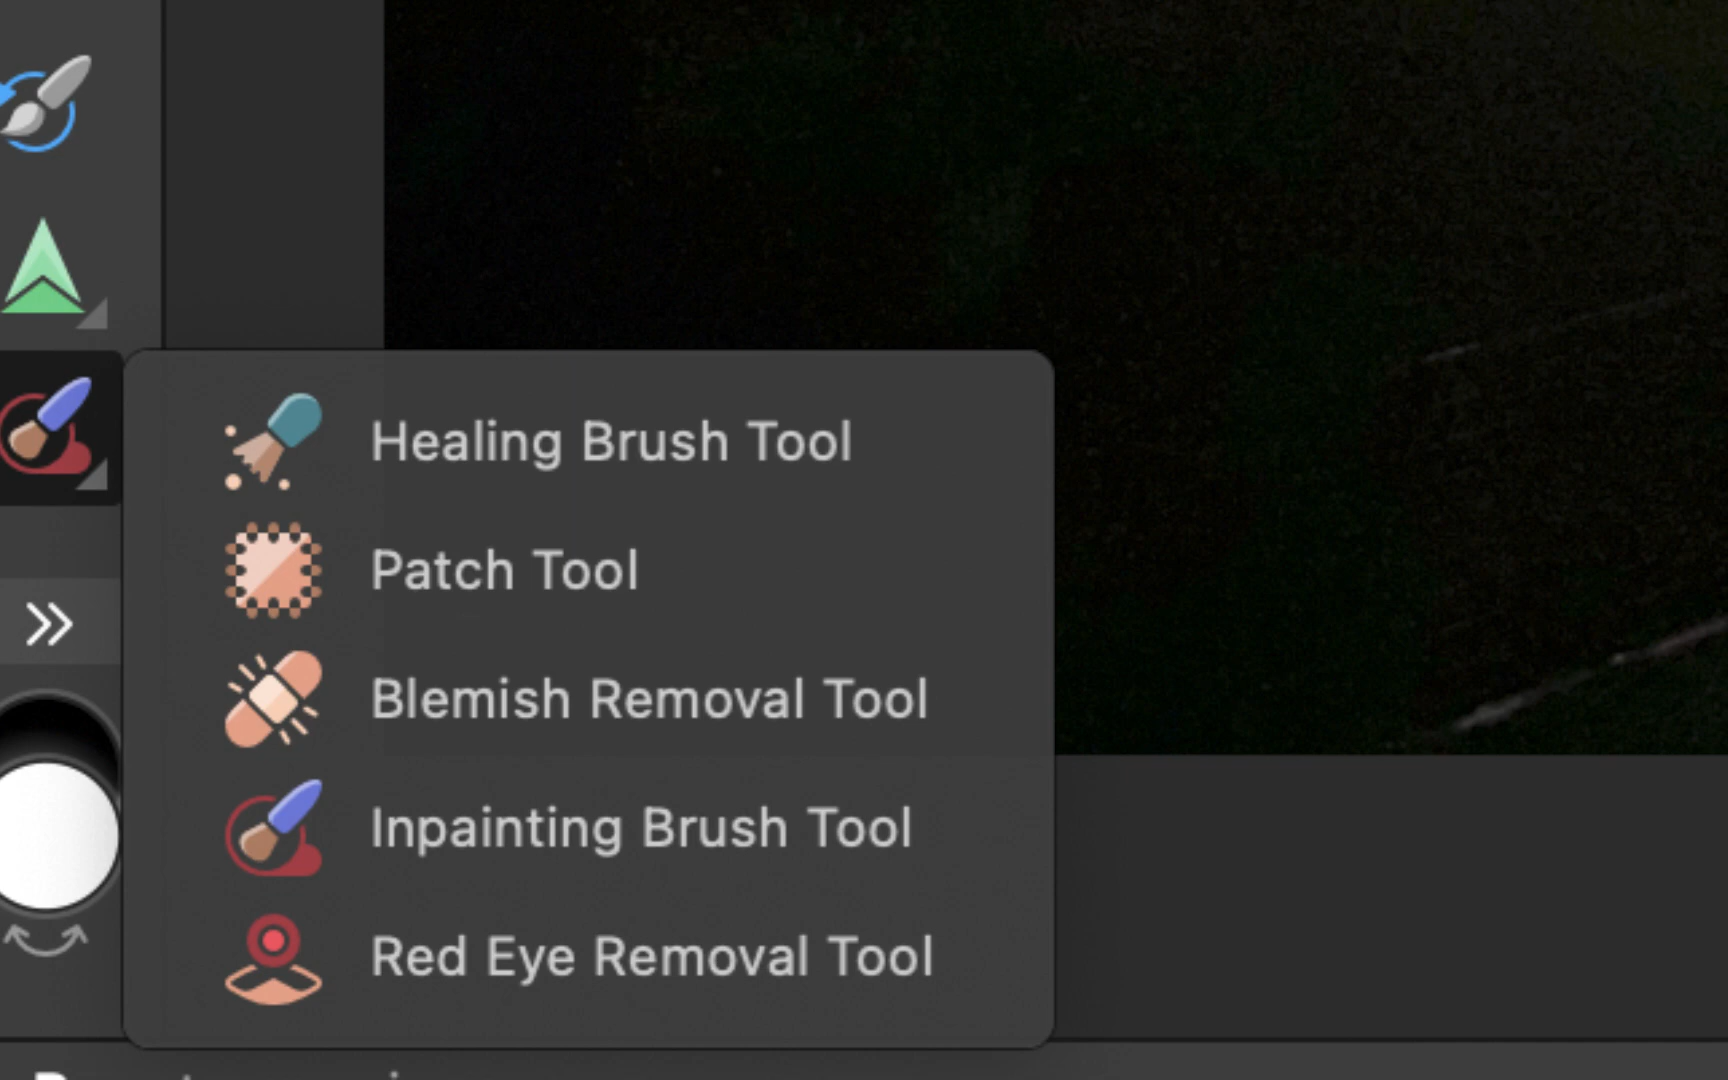 Healing Brush Tool
Patch Tool
Blemish Removal Tool
Inpainting Brush Tool
Red Eye Removal Tool